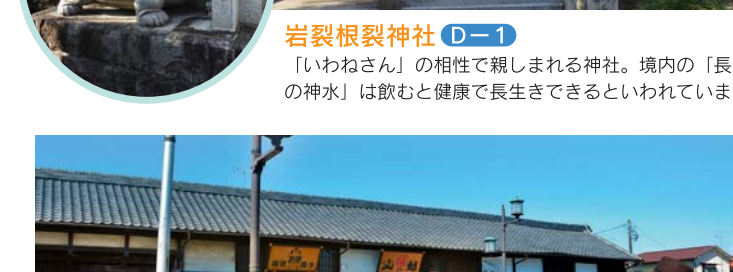 岩裂根裂神社 D－1
「いわねさん」の相性で親しまれる神社。境内の「長
の神水」は飲むと健康で長生きできるといわれていま